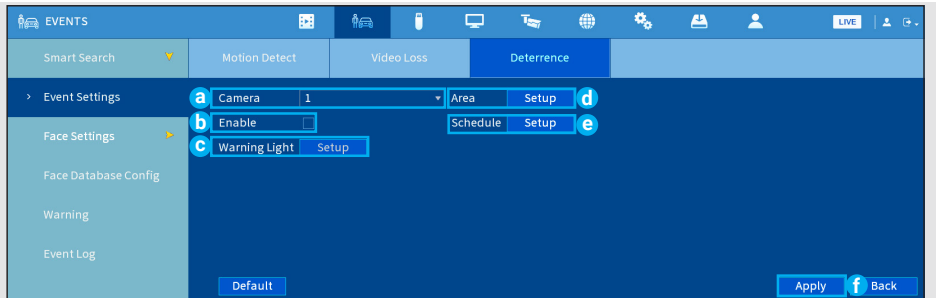 EVENTS LIVE
Smart Search Motion Detect Video Loss Deterrence
Event Settings a Camera 1 Area Setup d
b Enable Schedule Setup e
Face Settings c Warning Light Setup
Face Database Config
Warning
Event Log
Default Apply f Back